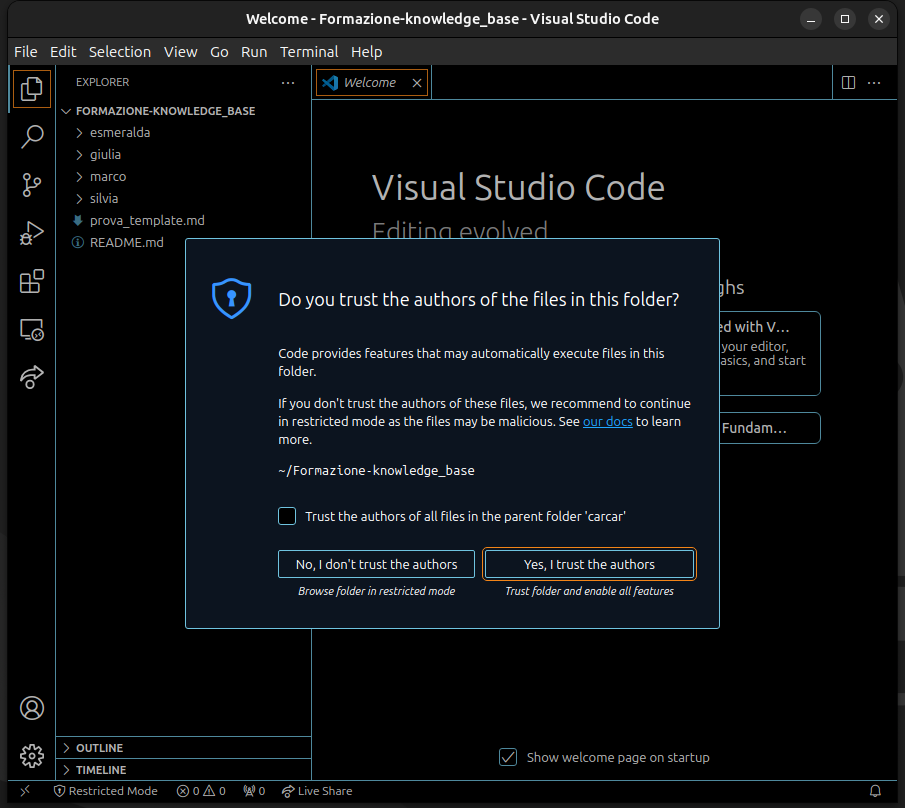 Welcome - Formazione-knowledge_base - Visual Studio Code
File Edit Selection View Go Run Terminal Help
EXPLORER
Welcome
FORMAZIONE-KNOWLEDGE_BASE
esmeralda
giulia
marco
silvia
prova_template.md
README.md
Visual Studio Code
Editing evolved
ed with V...
your editor,
asics, and start
Fundam...
Do you trust the authors of the files in this folder?
Code provides features that may automatically execute files in this
folder.
If you don't trust the authors of these files, we recommend to continue
in restricted mode as the files may be malicious. See our docs to learn
more.
~/Formazione-knowledge_base
Trust the authors of all files in the parent folder 'carcar'
No, I don't trust the authors
Yes, I trust the authors
Browse folder in restricted mode
Trust folder and enable all features
Show welcome page on startup
OUTLINE
TIMELINE
Restricted Mode 0 0 0 Live Share